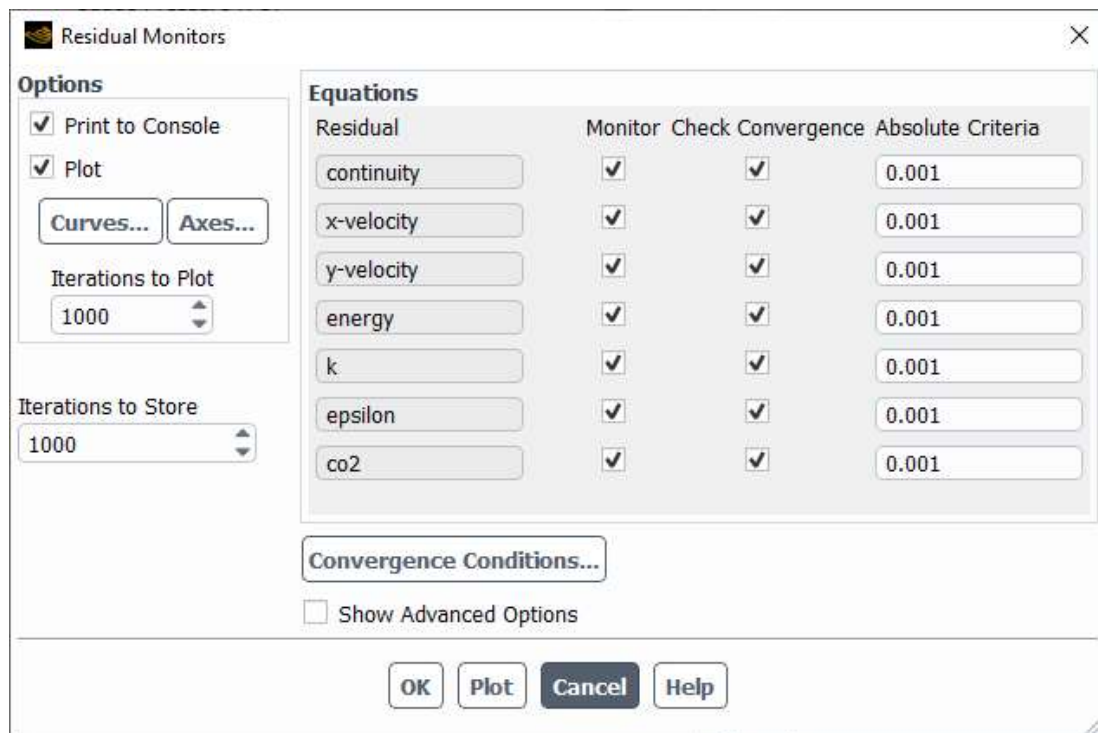 Residual Monitors
Options
Print to Console
Plot
Curves... Axes...
Iterations to Plot
1000
Iterations to Store
1000
Equations
Residual Monitor Check Convergence Absolute Criteria
continuity 0.001
x-velocity 0.001
y-velocity 0.001
energy 0.001
k 0.001
epsilon 0.001
co2 0.001
Convergence Conditions...
Show Advanced Options
OK Plot Cancel Help